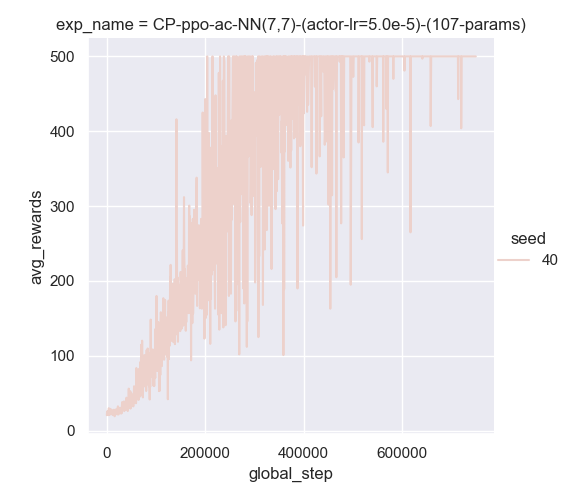 exp_name = CP-ppo-ac-NN(7,7)-(actor-lr=5.0e-5)-(107-params)
500
400
300
200
100
0
avg_rewards
0 200000 400000 600000
global_step
seed
40